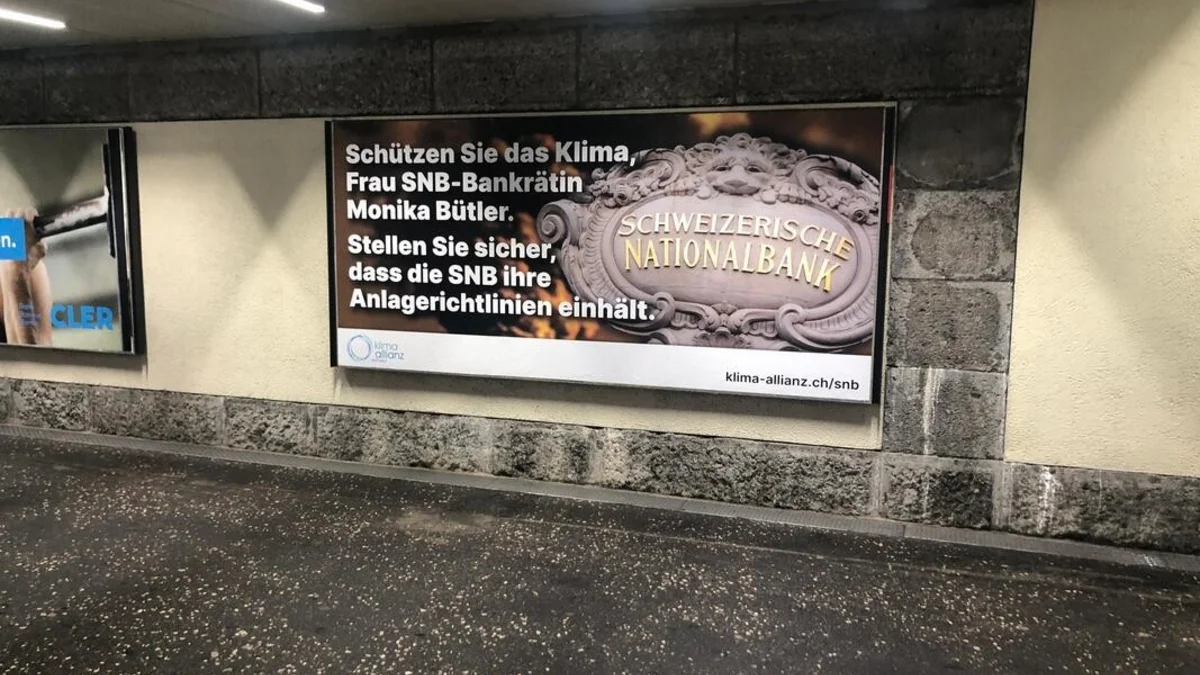 n.
CLER
Schützen Sie das Klima,
Frau SNB-Bankrätin
Monika Bütler.
Stellen Sie sicher,
dass die SNB ihre
Anlagerichtlinien einhält.
SCHWEIZERISCHE
NATIONALBANK
klima
allianz
klima-allianz.ch/snb